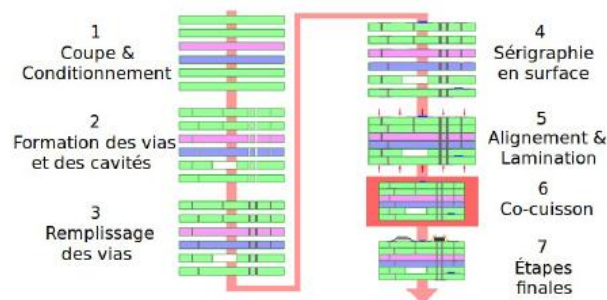 1
Coupe &
Conditionnement
2
Formation des vias
et des cavités
3
Remplissage
des vias
4
Sérigraphie
en surface
5
Alignement &
Lamination
6
Co-cuisson
7
Étapes
finales